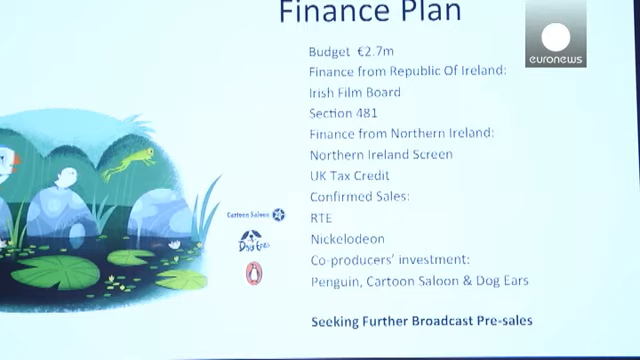 Finance Plan
euronews
Budget €2.7m
Finance from Republic Of Ireland:
Irish Film Board
Section 481
Finance from Northern Ireland:
Northern Ireland Screen
UK Tax Credit
Confirmed Sales:
RTE
Nickelodeon
Co-producers' investment:
Penguin, Cartoon Saloon & Dog Ears
Seeking Further Broadcast Pre-sales
Cartoon Saloon
Dog Ears